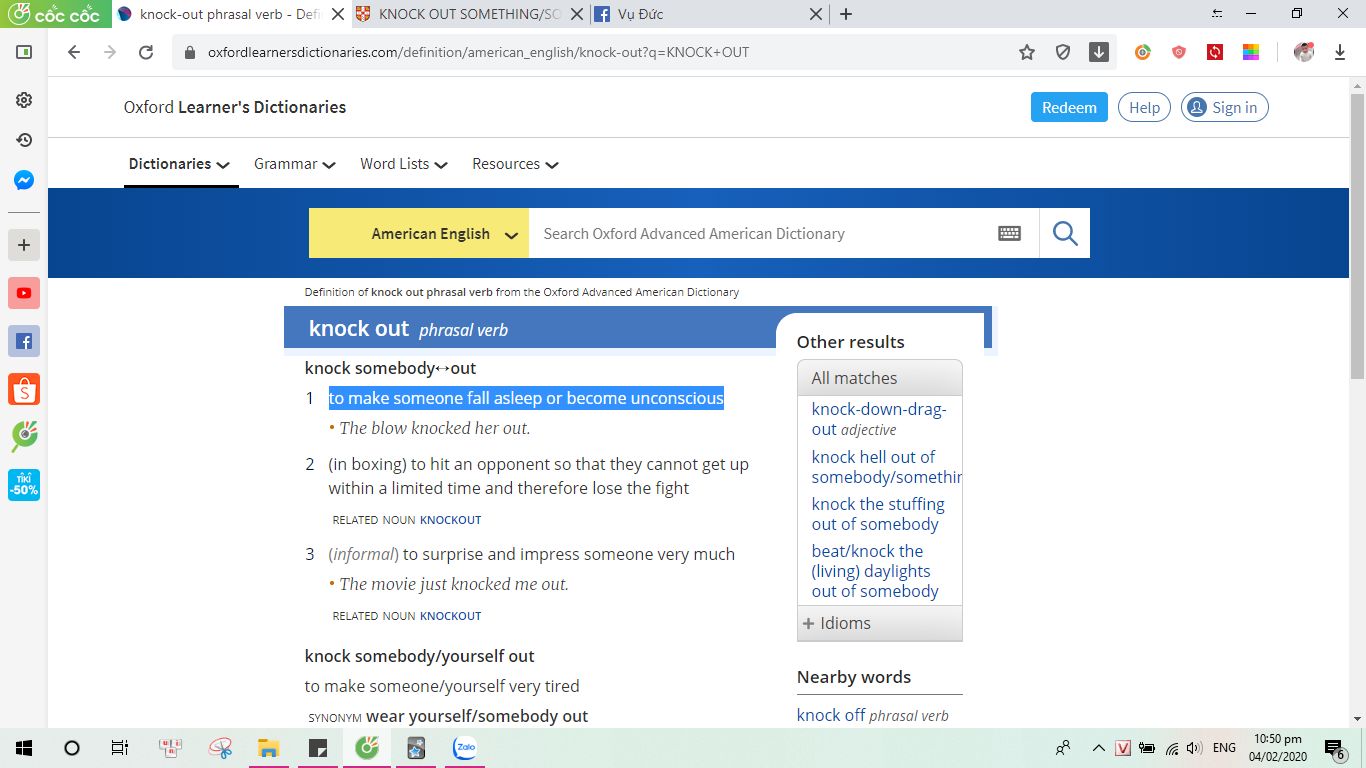 cốc cốc
knock-out phrasal verb - Defi
KNOCK OUT SOMETHING/SO
Vụ Đức
oxfordlearnersdictionaries.com/definition/american_english/knock-out?q=KNOCK+OUT
Oxford Learner's Dictionaries
Redeem
Help
Sign in
Dictionaries
Grammar
Word Lists
Resources
American English
Search Oxford Advanced American Dictionary
Definition of knock out phrasal verb from the Oxford Advanced American Dictionary
knock out phrasal verb
knock somebody↔out
1 to make someone fall asleep or become unconscious
• The blow knocked her out.
2 (in boxing) to hit an opponent so that they cannot get up
within a limited time and therefore lose the fight
RELATED NOUN KNOCKOUT
3 (informal) to surprise and impress someone very much
• The movie just knocked me out.
RELATED NOUN KNOCKOUT
knock somebody/yourself out
to make someone/yourself very tired
SYNONYM wear yourself/somebody out
Other results
All matches
knock-down-drag-
out adjective
knock hell out of
somebody/somethin
knock the stuffing
out of somebody
beat/knock the
(living) daylights
out of somebody
+ Idioms
Nearby words
knock off phrasal verb
TIKI
-50%
Zalo
V
ENG
10:50 pm
04/02/2020
6